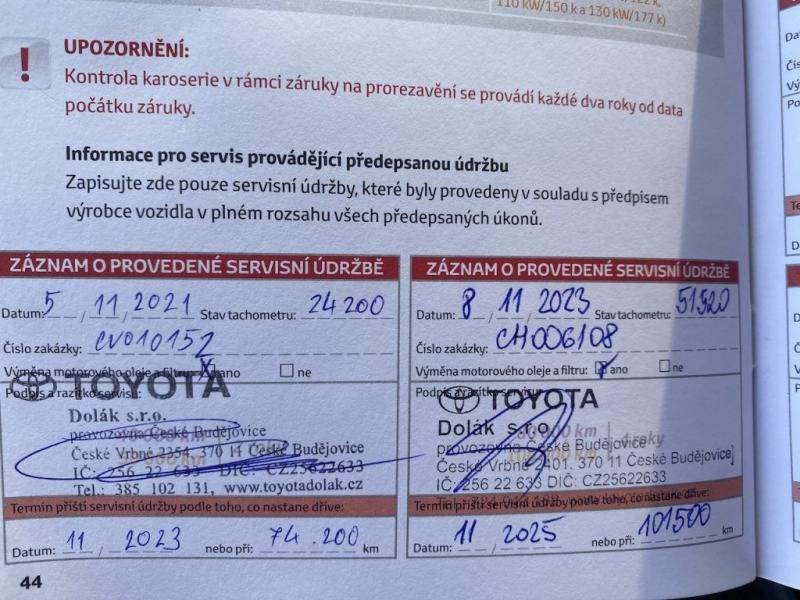 110 kW/150 k a 130 kW/177 k)
UPOZORNĚNÍ:
Kontrola karoserie v rámci záruky na prorezavění se provádí každé dva roky od data
počátku záruky.
Informace pro servis provádějící předepsanou údržbu
Zapisujte zde pouze servisní údržby, které byly provedeny v souladu s předpisem
výrobce vozidla v plném rozsahu všech předepsaných úkonů.
ZÁZNAM O PROVEDENÉ SERVISNÍ ÚDRŽBĚ
Datum: 5 / 11 / 2021 Stav tachometru: 24 200
Číslo zakázky: CV010152
Výměna motorového oleje a filtru: ano ne
Podpis a razítko servisu:
TOYOTA
Dolák s.r.o.
provozovna České Budějovice
České Vrbné 2354, 370 11 České Budějovice
IČ: 256 22 633 DIČ: CZ25622633
Tel.: 385 102 131, www.toyotadolak.cz
Termín příští servisní údržby podle toho, co nastane dříve:
Datum: 11 / 2023 nebo při: 74.200 km
ZÁZNAM O PROVEDENÉ SERVISNÍ ÚDRŽBĚ
Datum: 8 / 11 / 2023 Stav tachometru: 51520
Číslo zakázky: CH006108
Výměna motorového oleje a filtru: ano ne
Podpis a razítko servisu:
TOYOTA
Dolák s.r.o.
4 roky
provozovna České Budějovice
České Vrbné 2401, 370 11 České Budějovice
IČ: 256 22 633 DIČ: CZ25622633
Termín příští servisní údržby podle toho, co nastane dříve:
Datum: 11 / 2025 nebo při: 101500 km
44